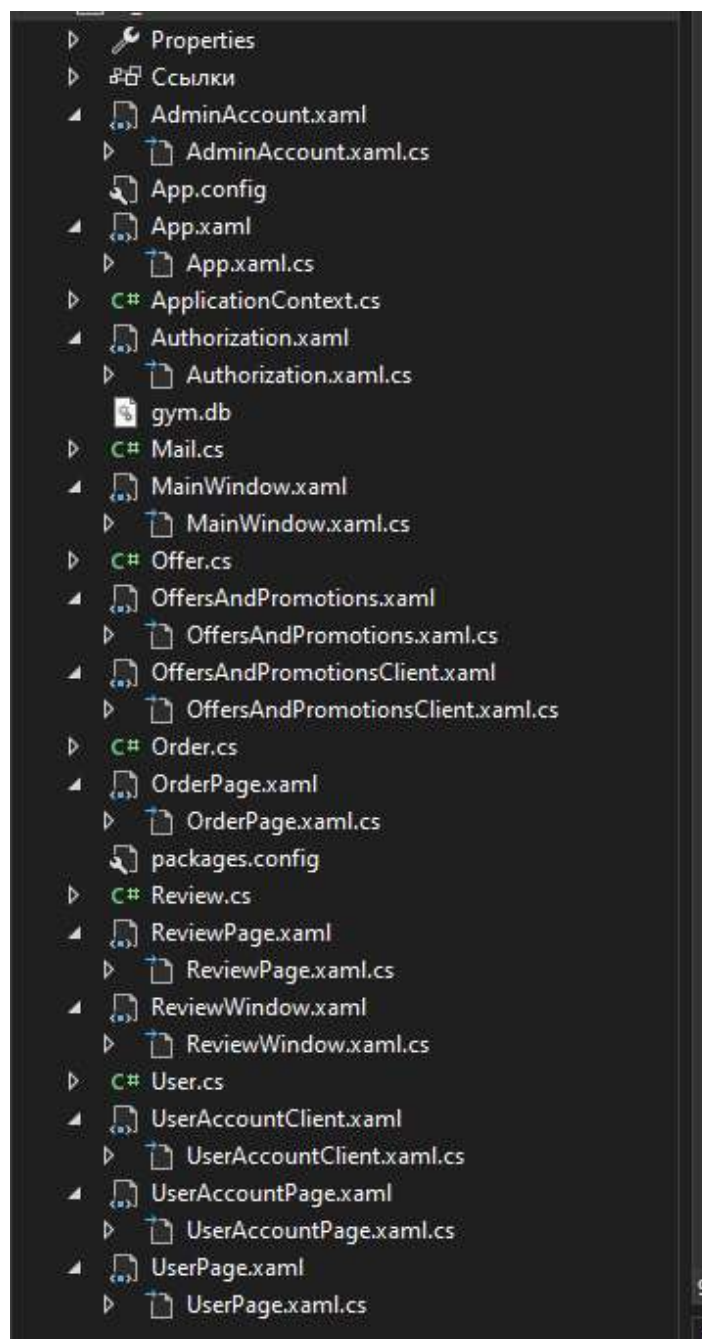 Properties
Ссылки
AdminAccount.xaml
AdminAccount.xaml.cs
App.config
App.xaml
App.xaml.cs
C# ApplicationContext.cs
Authorization.xaml
Authorization.xaml.cs
gym.db
C# Mail.cs
MainWindow.xaml
MainWindow.xaml.cs
C# Offer.cs
OffersAndPromotions.xaml
OffersAndPromotions.xaml.cs
OffersAndPromotionsClient.xaml
OffersAndPromotionsClient.xaml.cs
C# Order.cs
OrderPage.xaml
OrderPage.xaml.cs
packages.config
C# Review.cs
ReviewPage.xaml
ReviewPage.xaml.cs
ReviewWindow.xaml
ReviewWindow.xaml.cs
C# User.cs
UserAccountClient.xaml
UserAccountClient.xaml.cs
UserAccountPage.xaml
UserAccountPage.xaml.cs
UserPage.xaml
UserPage.xaml.cs